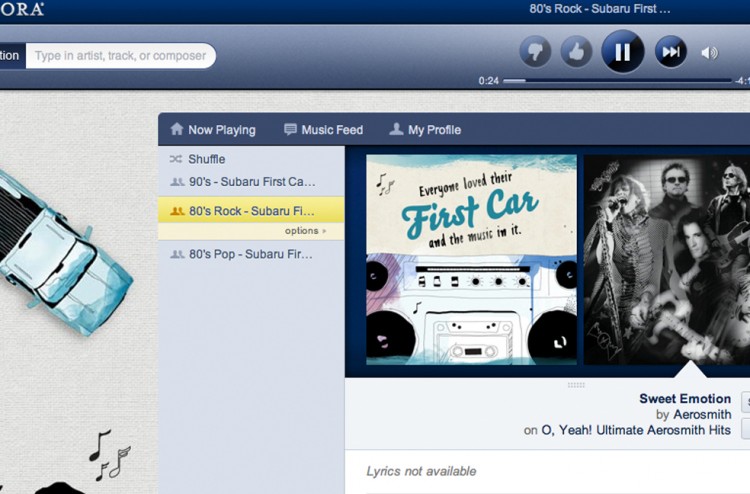 ORA
80's Rock - Subaru First ...
tion
Type in artist, track, or composer
0:24
-4:1
Now Playing
Music Feed
My Profile
Shuffle
90's - Subaru First Ca...
80's Rock - Subaru Fi...
options
80's Pop - Subaru Fir...
Everyone loved their
First Car
and the music in it.
Sweet Emotion
by Aerosmith
on O, Yeah! Ultimate Aerosmith Hits
Lyrics not available